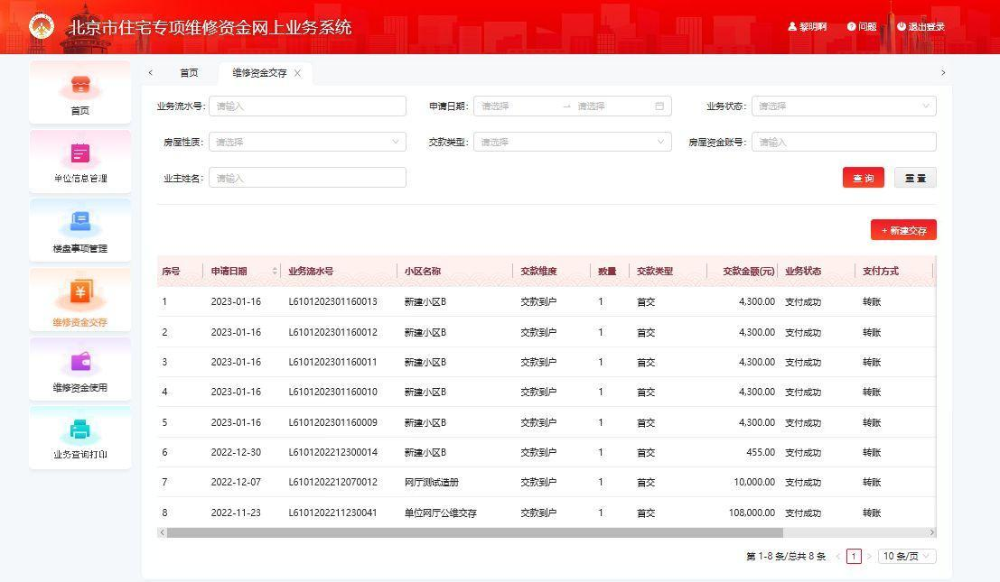 北京市住宅专项维修资金网上业务系统
黎明啊 问题 退出登录
首页
单位信息管理
楼盘事项管理
维修资金交存
维修资金使用
业务查询打印
首页 维修资金交存
业务流水号: 请输入 申请日期: 请选择 → 请选择 业务状态: 请选择
房屋性质: 请选择 交款类型: 请选择 房屋资金账号: 请输入
业主姓名: 请输入 查询 重置
+ 新建交存
序号 申请日期 业务流水号 小区名称 交款维度 数量 交款类型 交款金额(元) 业务状态 支付方式
1 2023-01-16 L6101202301160013 新建小区B 交款到户 1 首交 4,300.00 支付成功 转账
2 2023-01-16 L6101202301160012 新建小区B 交款到户 1 首交 4,300.00 支付成功 转账
3 2023-01-16 L6101202301160011 新建小区B 交款到户 1 首交 4,300.00 支付成功 转账
4 2023-01-16 L6101202301160010 新建小区B 交款到户 1 首交 4,300.00 支付成功 转账
5 2023-01-16 L6101202301160009 新建小区B 交款到户 1 首交 4,300.00 支付成功 转账
6 2022-12-30 L6101202212300014 新建小区B 交款到户 1 首交 455.00 支付成功 转账
7 2022-12-07 L6101202212070012 网厅测试造册 交款到户 1 首交 10,000.00 支付成功 转账
8 2022-11-23 L6101202211230041 单位网厅公维交存 交款到户 1 首交 108,000.00 支付成功 转账
第 1-8 条/总共 8 条 < 1 > 10 条/页